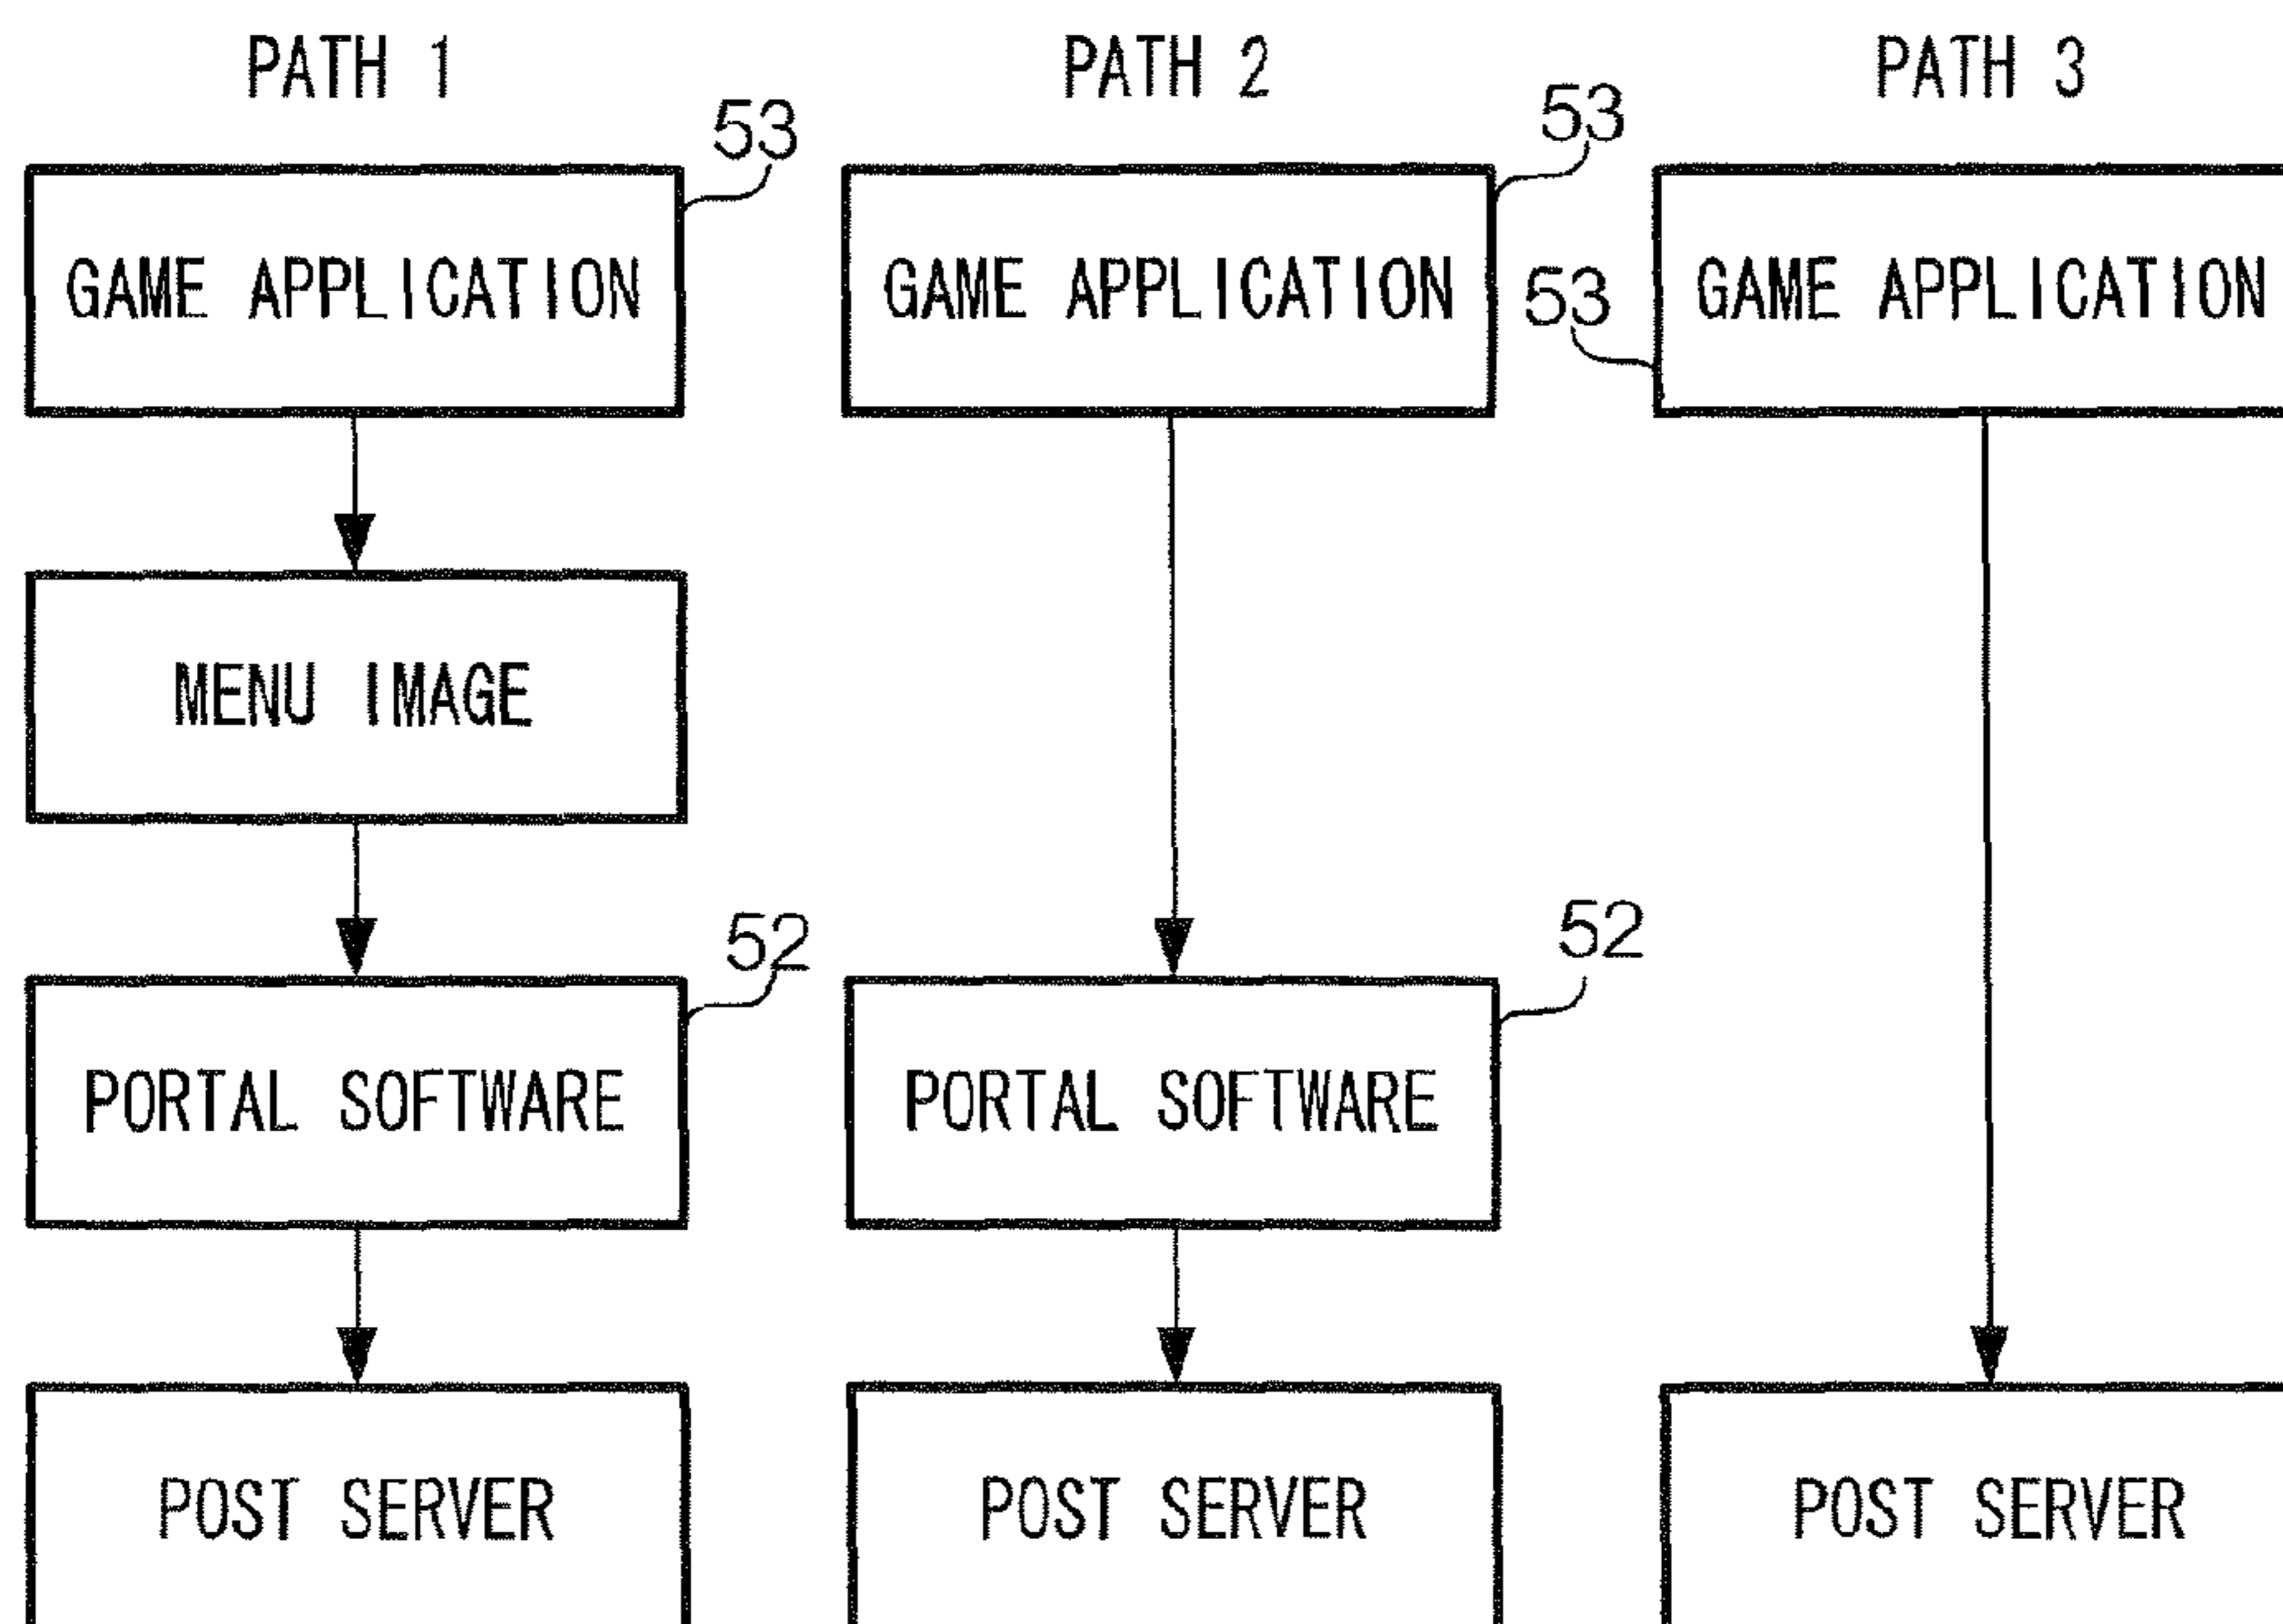 PATH 1
PATH 2
PATH 3
53
53
53
GAME APPLICATION
GAME APPLICATION
GAME APPLICATION
MENU IMAGE
52
52
PORTAL SOFTWARE
PORTAL SOFTWARE
POST SERVER
POST SERVER
POST SERVER